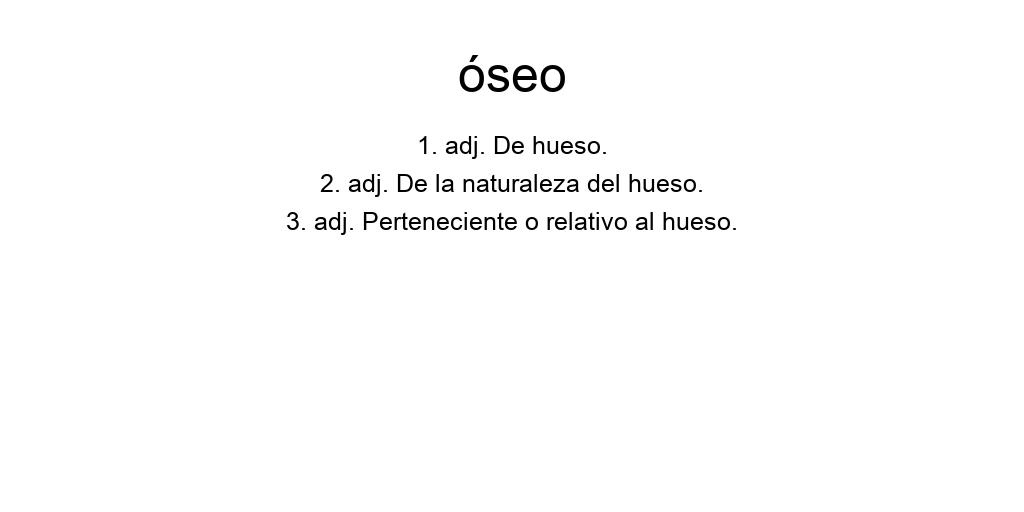 óseo
1. adj. De hueso.
2. adj. De la naturaleza del hueso.
3. adj. Perteneciente o relativo al hueso.